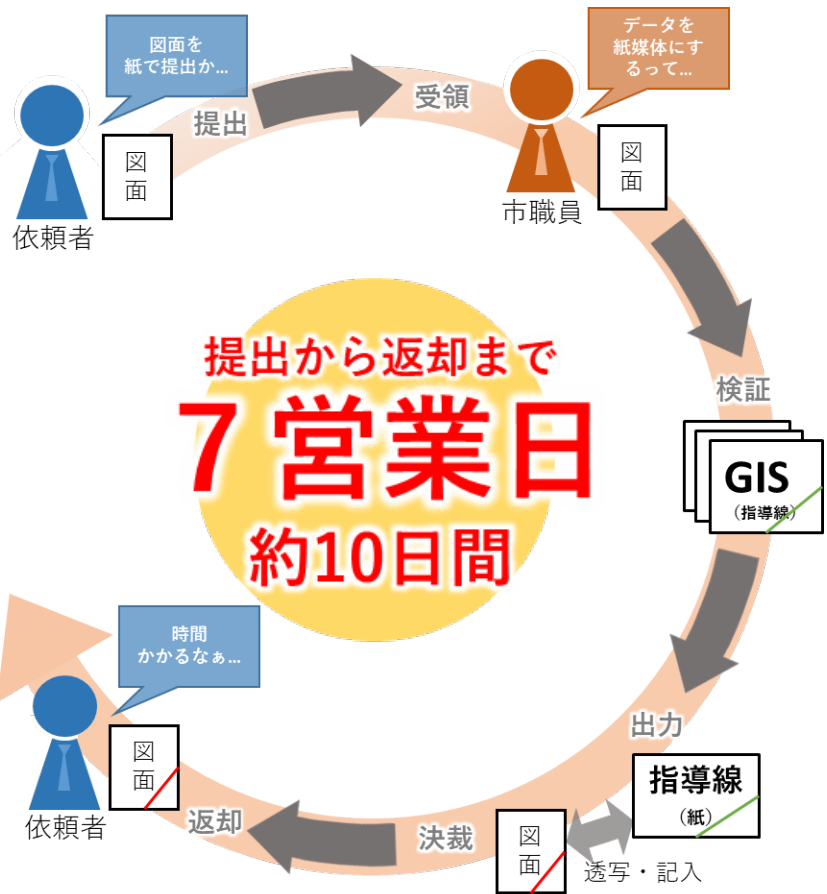 図面を
紙で提出か...
データを
紙媒体にす
るって...
提出
受領
図
面
依頼者
図
面
市職員
検証
提出から返却まで
7営業日
約10日間
GIS
(指導線)
時間
かかるなぁ...
出力
指導線
(紙)
図
面
依頼者
返却
決裁
図
面
透写・記入